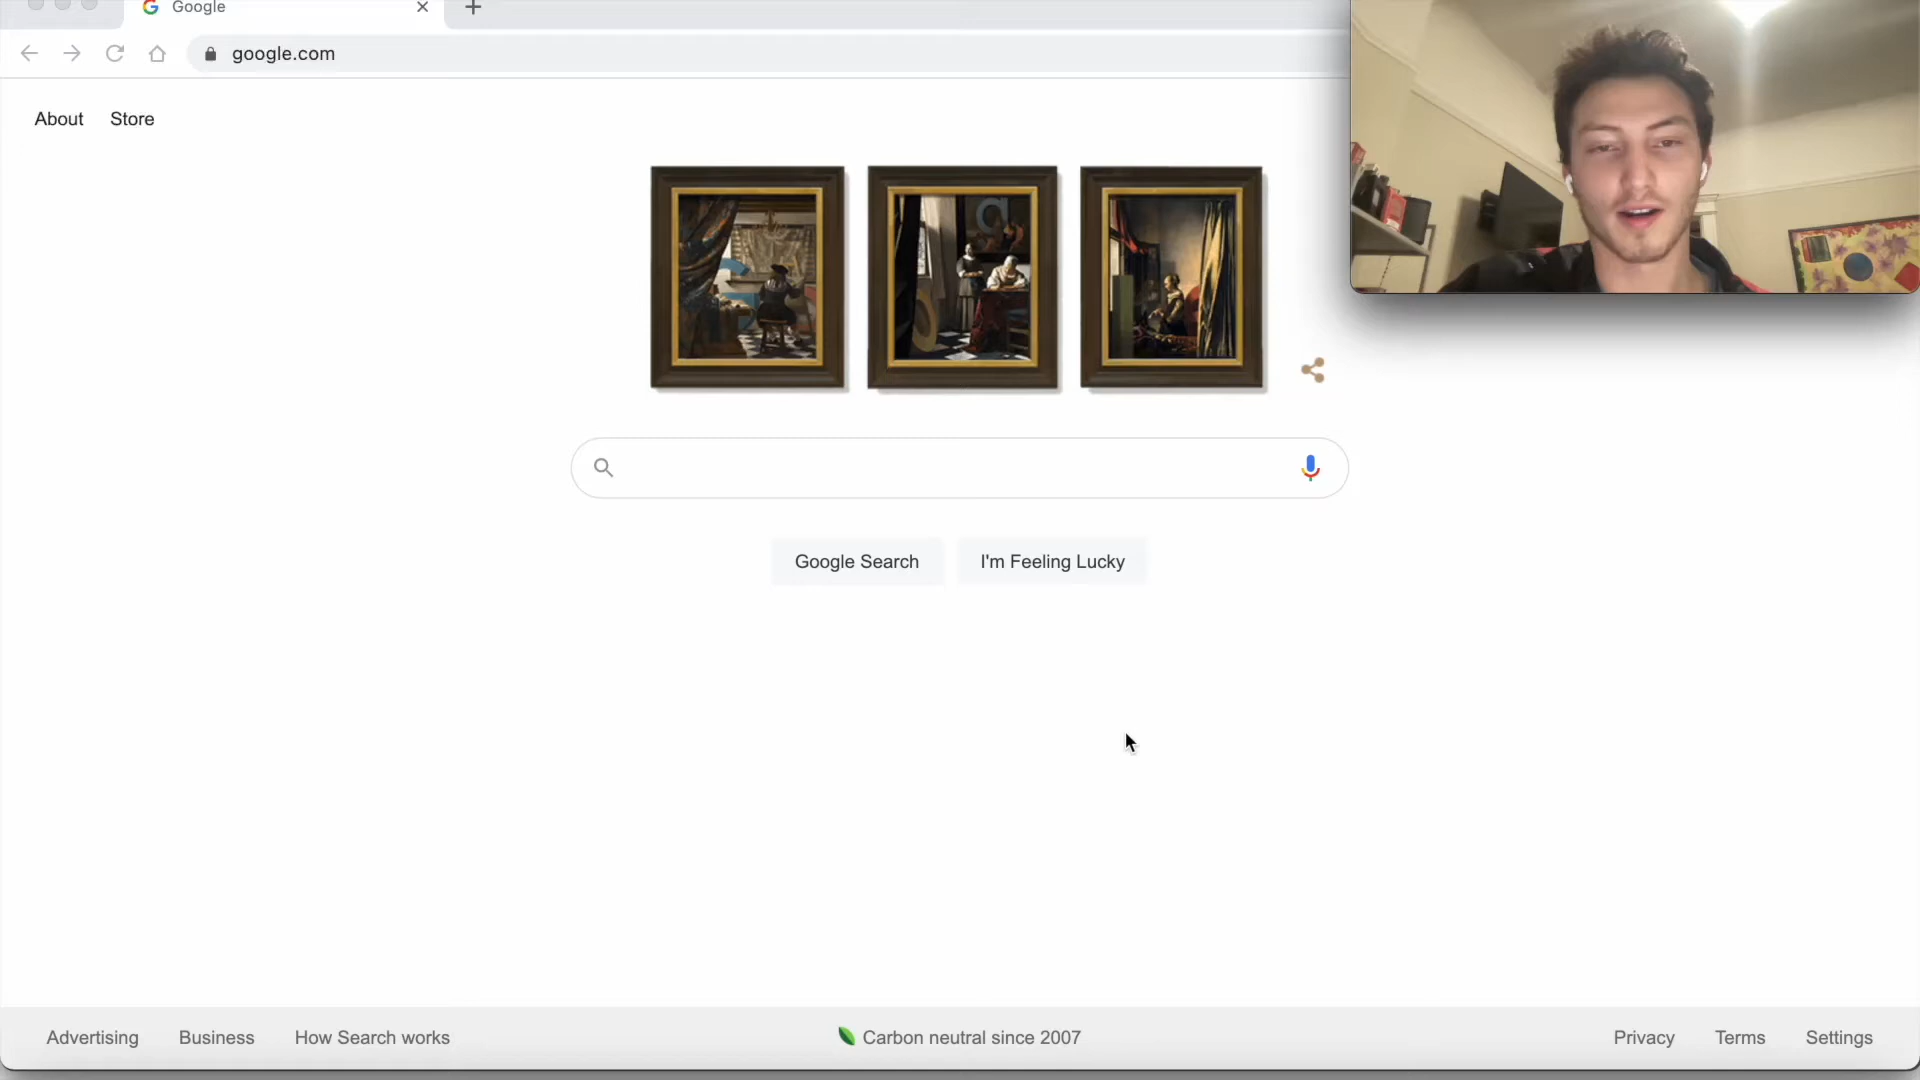 Google
google.com
About Store
Google Search I'm Feeling Lucky
Advertising Business How Search works Carbon neutral since 2007 Privacy Terms Settings